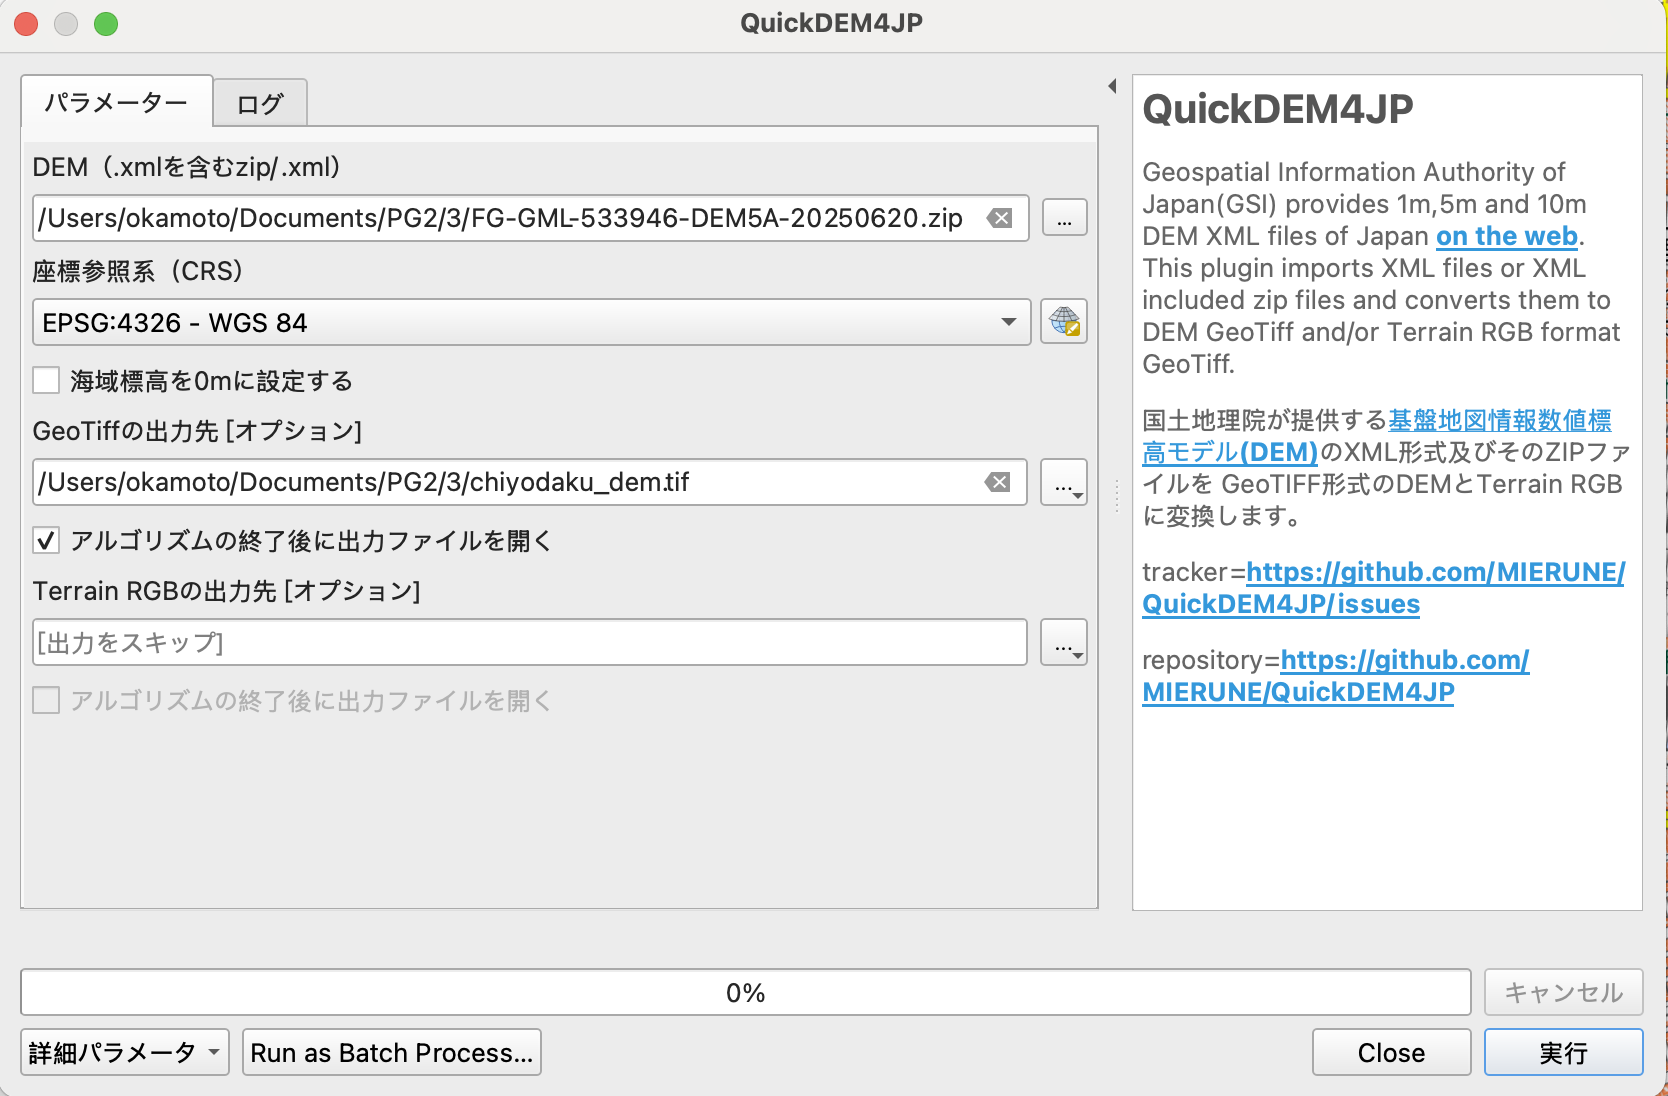 QuickDEM4JP
パラメーター
ログ
DEM（.xmlを含むzip/.xml）
/Users/okamoto/Documents/PG2/3/FG-GML-533946-DEM5A-20250620.zip
...
座標参照系（CRS）
EPSG:4326 - WGS 84
海域標高を0mに設定する
GeoTiffの出力先 [オプション]
/Users/okamoto/Documents/PG2/3/chiyodaku_dem.tif
...
アルゴリズムの終了後に出力ファイルを開く
Terrain RGBの出力先 [オプション]
[出力をスキップ]
...
アルゴリズムの終了後に出力ファイルを開く
QuickDEM4JP
Geospatial Information Authority of
Japan(GSI) provides 1m,5m and 10m
DEM XML files of Japan on the web.
This plugin imports XML files or XML
included zip files and converts them to
DEM GeoTiff and/or Terrain RGB format
GeoTiff.
国土地理院が提供する基盤地図情報数値標
高モデル(DEM)のXML形式及びそのZIPファ
イルを GeoTIFF形式のDEMとTerrain RGB
に変換します。
tracker=https://github.com/MIERUNE/
QuickDEM4JP/issues
repository=https://github.com/
MIERUNE/QuickDEM4JP
0%
キャンセル
詳細パラメータ
Run as Batch Process...
Close
実行